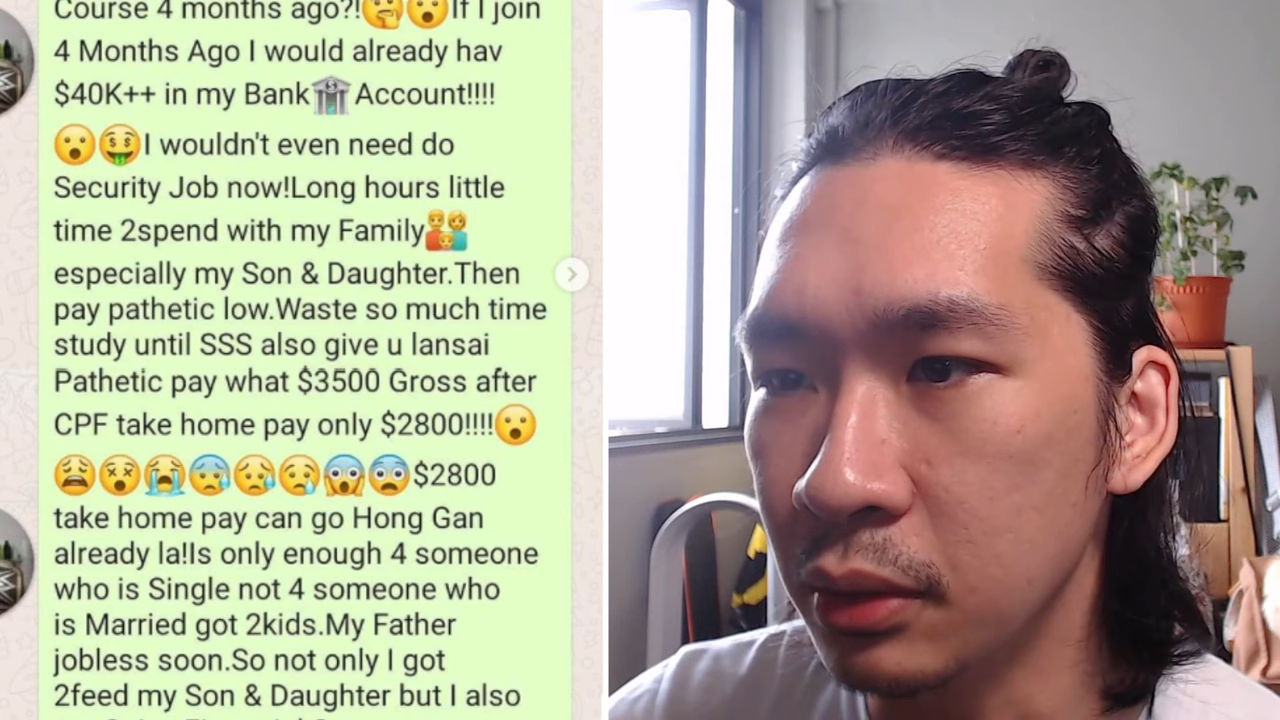 Course 4 months ago?!🤔😮If I join
4 Months Ago I would already hav
$40K++ in my Bank🏦Account!!!!
😮🤑I wouldn't even need do
Security Job now!Long hours little
time 2spend with my Family👨‍👩‍👦
especially my Son & Daughter.Then
pay pathetic low.Waste so much time
study until SSS also give u lansai
Pathetic pay what $3500 Gross after
CPF take home pay only $2800!!!!😮
😩😵😭😰😥😢😱😨$2800
take home pay can go Hong Gan
already la!Is only enough 4 someone
who is Single not 4 someone who
is Married got 2kids.My Father
jobless soon.So not only I got
2feed my Son & Daughter but I also